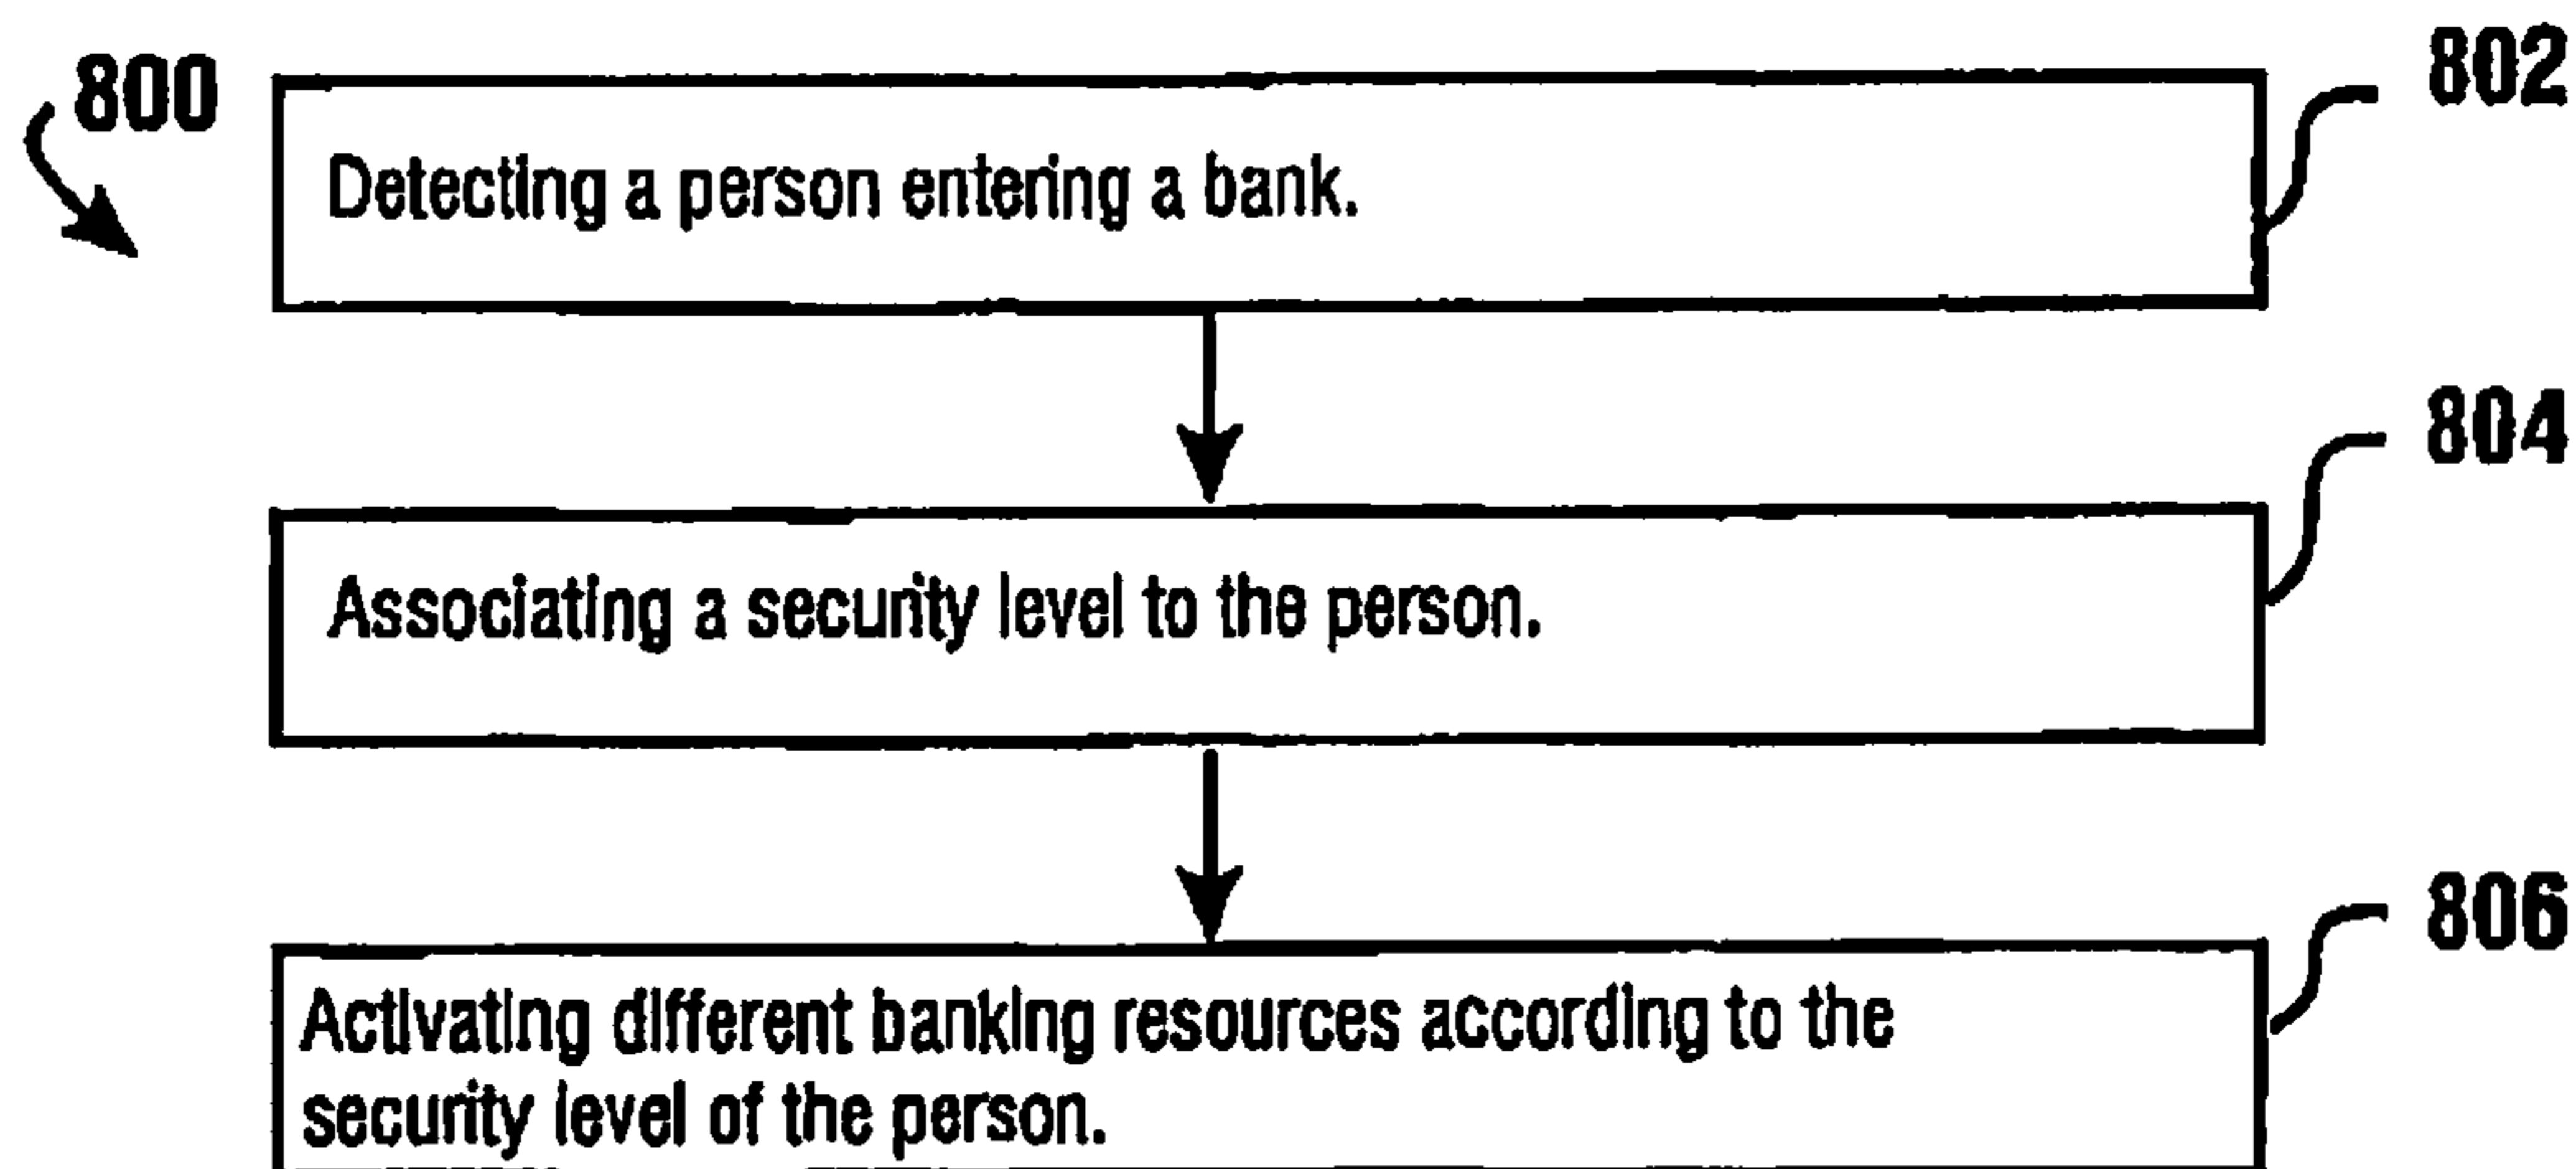 800
802
Detecting a person entering a bank.
804
Associating a security level to the person.
806
Activating different banking resources according to the
security level of the person.